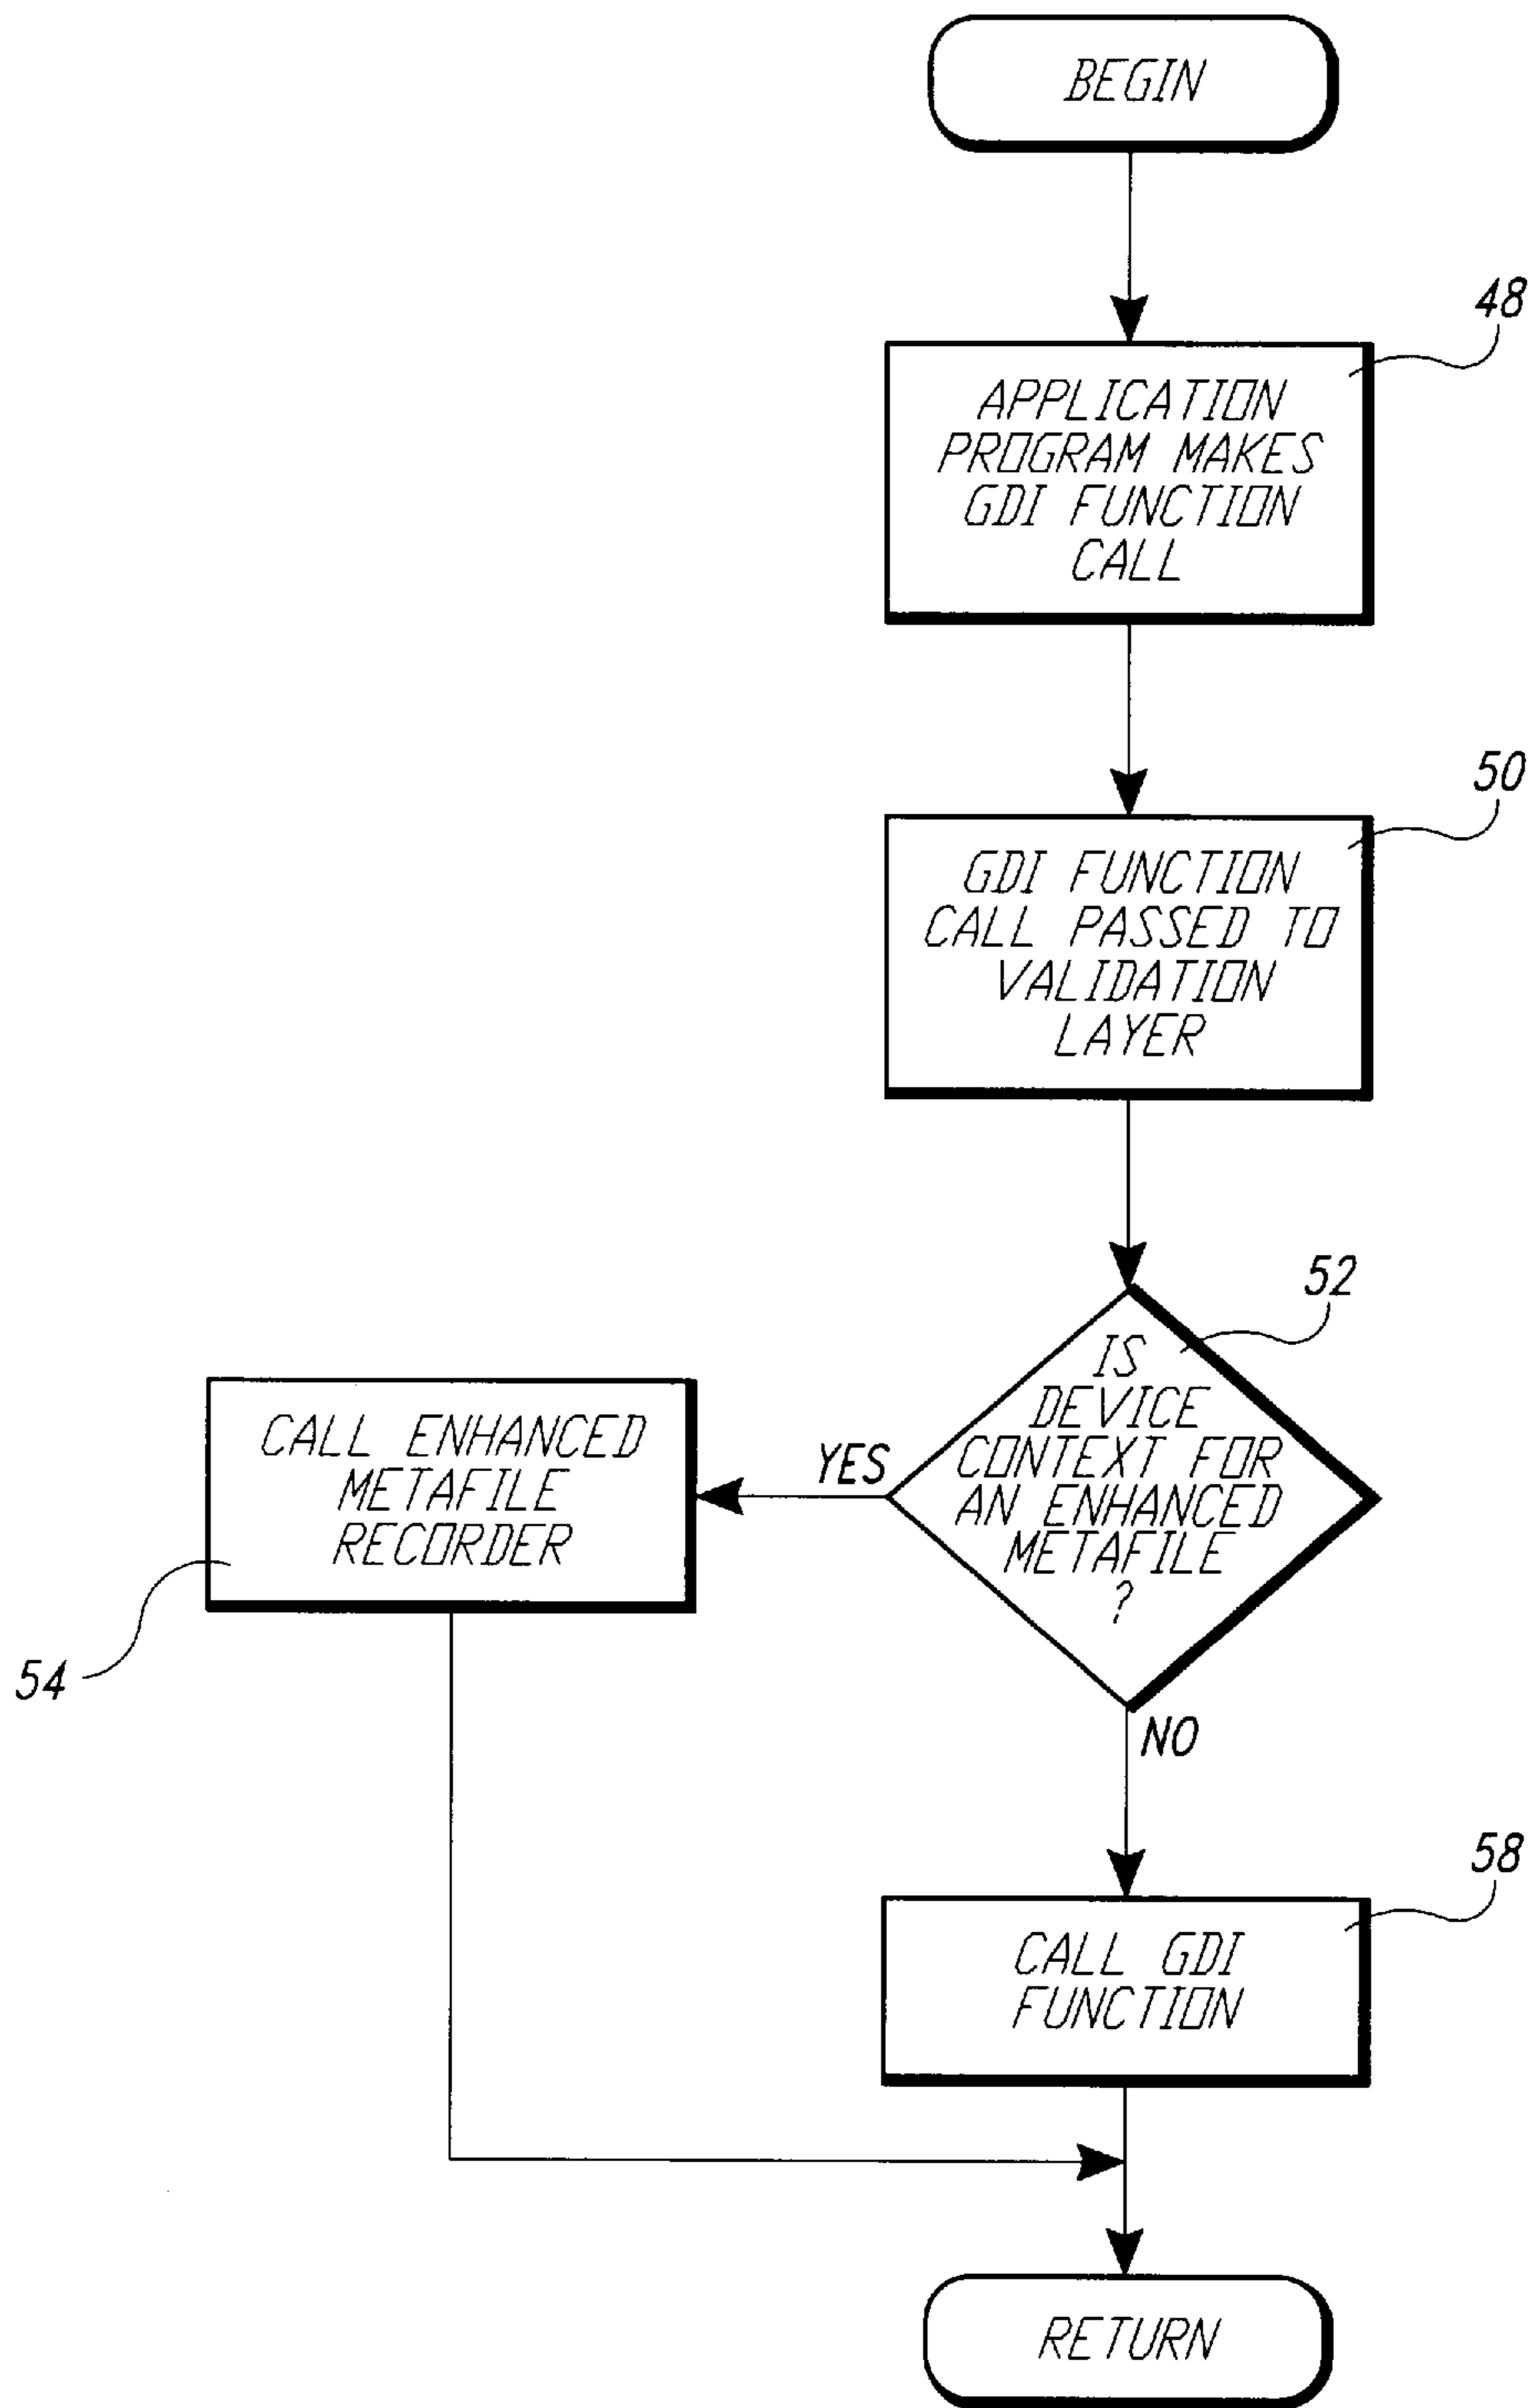 BEGIN
48
APPLICATION
PROGRAM MAKES
GDI FUNCTION
CALL
50
GDI FUNCTION
CALL PASSED TO
VALIDATION
LAYER
52
IS
DEVICE
CONTEXT FOR
AN ENHANCED
METAFILE
?
YES
CALL ENHANCED
METAFILE
RECORDER
54
NO
58
CALL GDI
FUNCTION
RETURN